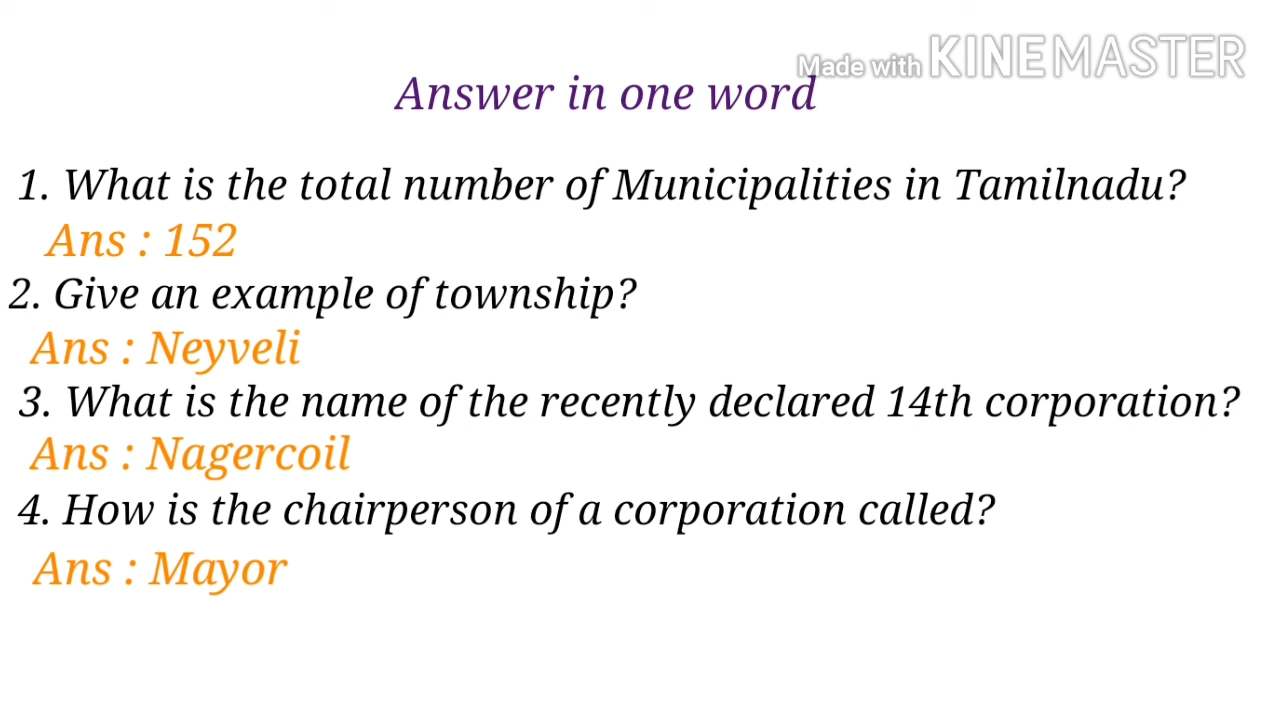 Made with KINEMASTER
Answer in one word
1. What is the total number of Municipalities in Tamilnadu?
Ans : 152
2. Give an example of township?
Ans : Neyveli
3. What is the name of the recently declared 14th corporation?
Ans : Nagercoil
4. How is the chairperson of a corporation called?
Ans : Mayor